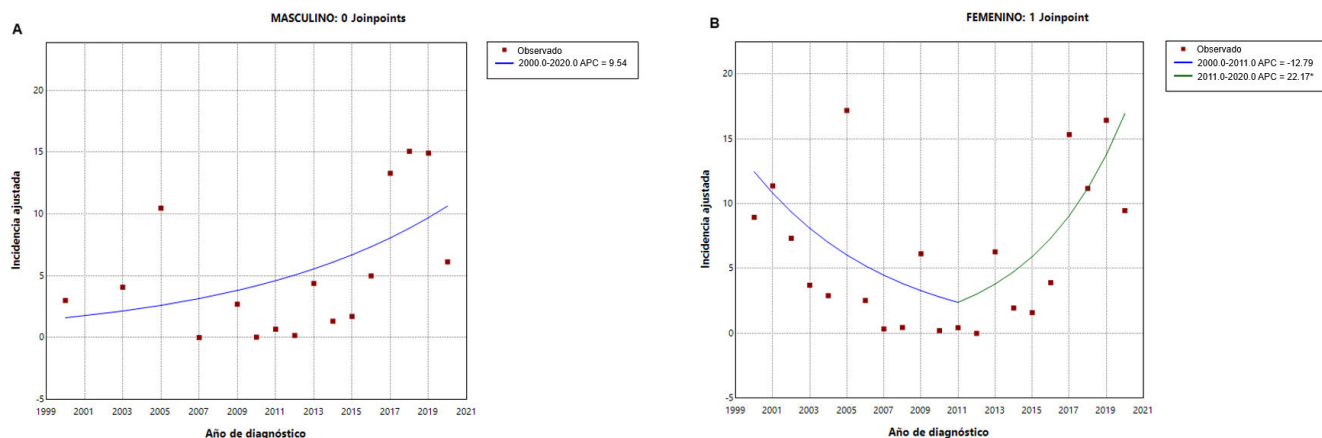 A
MASCULINO: 0 Joinpoints
Observado
2000.0-2020.0 APC = 9.54
Incidencia ajustada
20
15
10
5
0
-5
1999 2001 2003 2005 2007 2009 2011 2013 2015 2017 2019 2021
Año de diagnóstico
B
FEMENINO: 1 Joinpoint
Observado
2000.0-2011.0 APC = -12.79
2011.0-2020.0 APC = 22.17*
Incidencia ajustada
20
15
10
5
0
-5
1999 2001 2003 2005 2007 2009 2011 2013 2015 2017 2019 2021
Año de diagnóstico